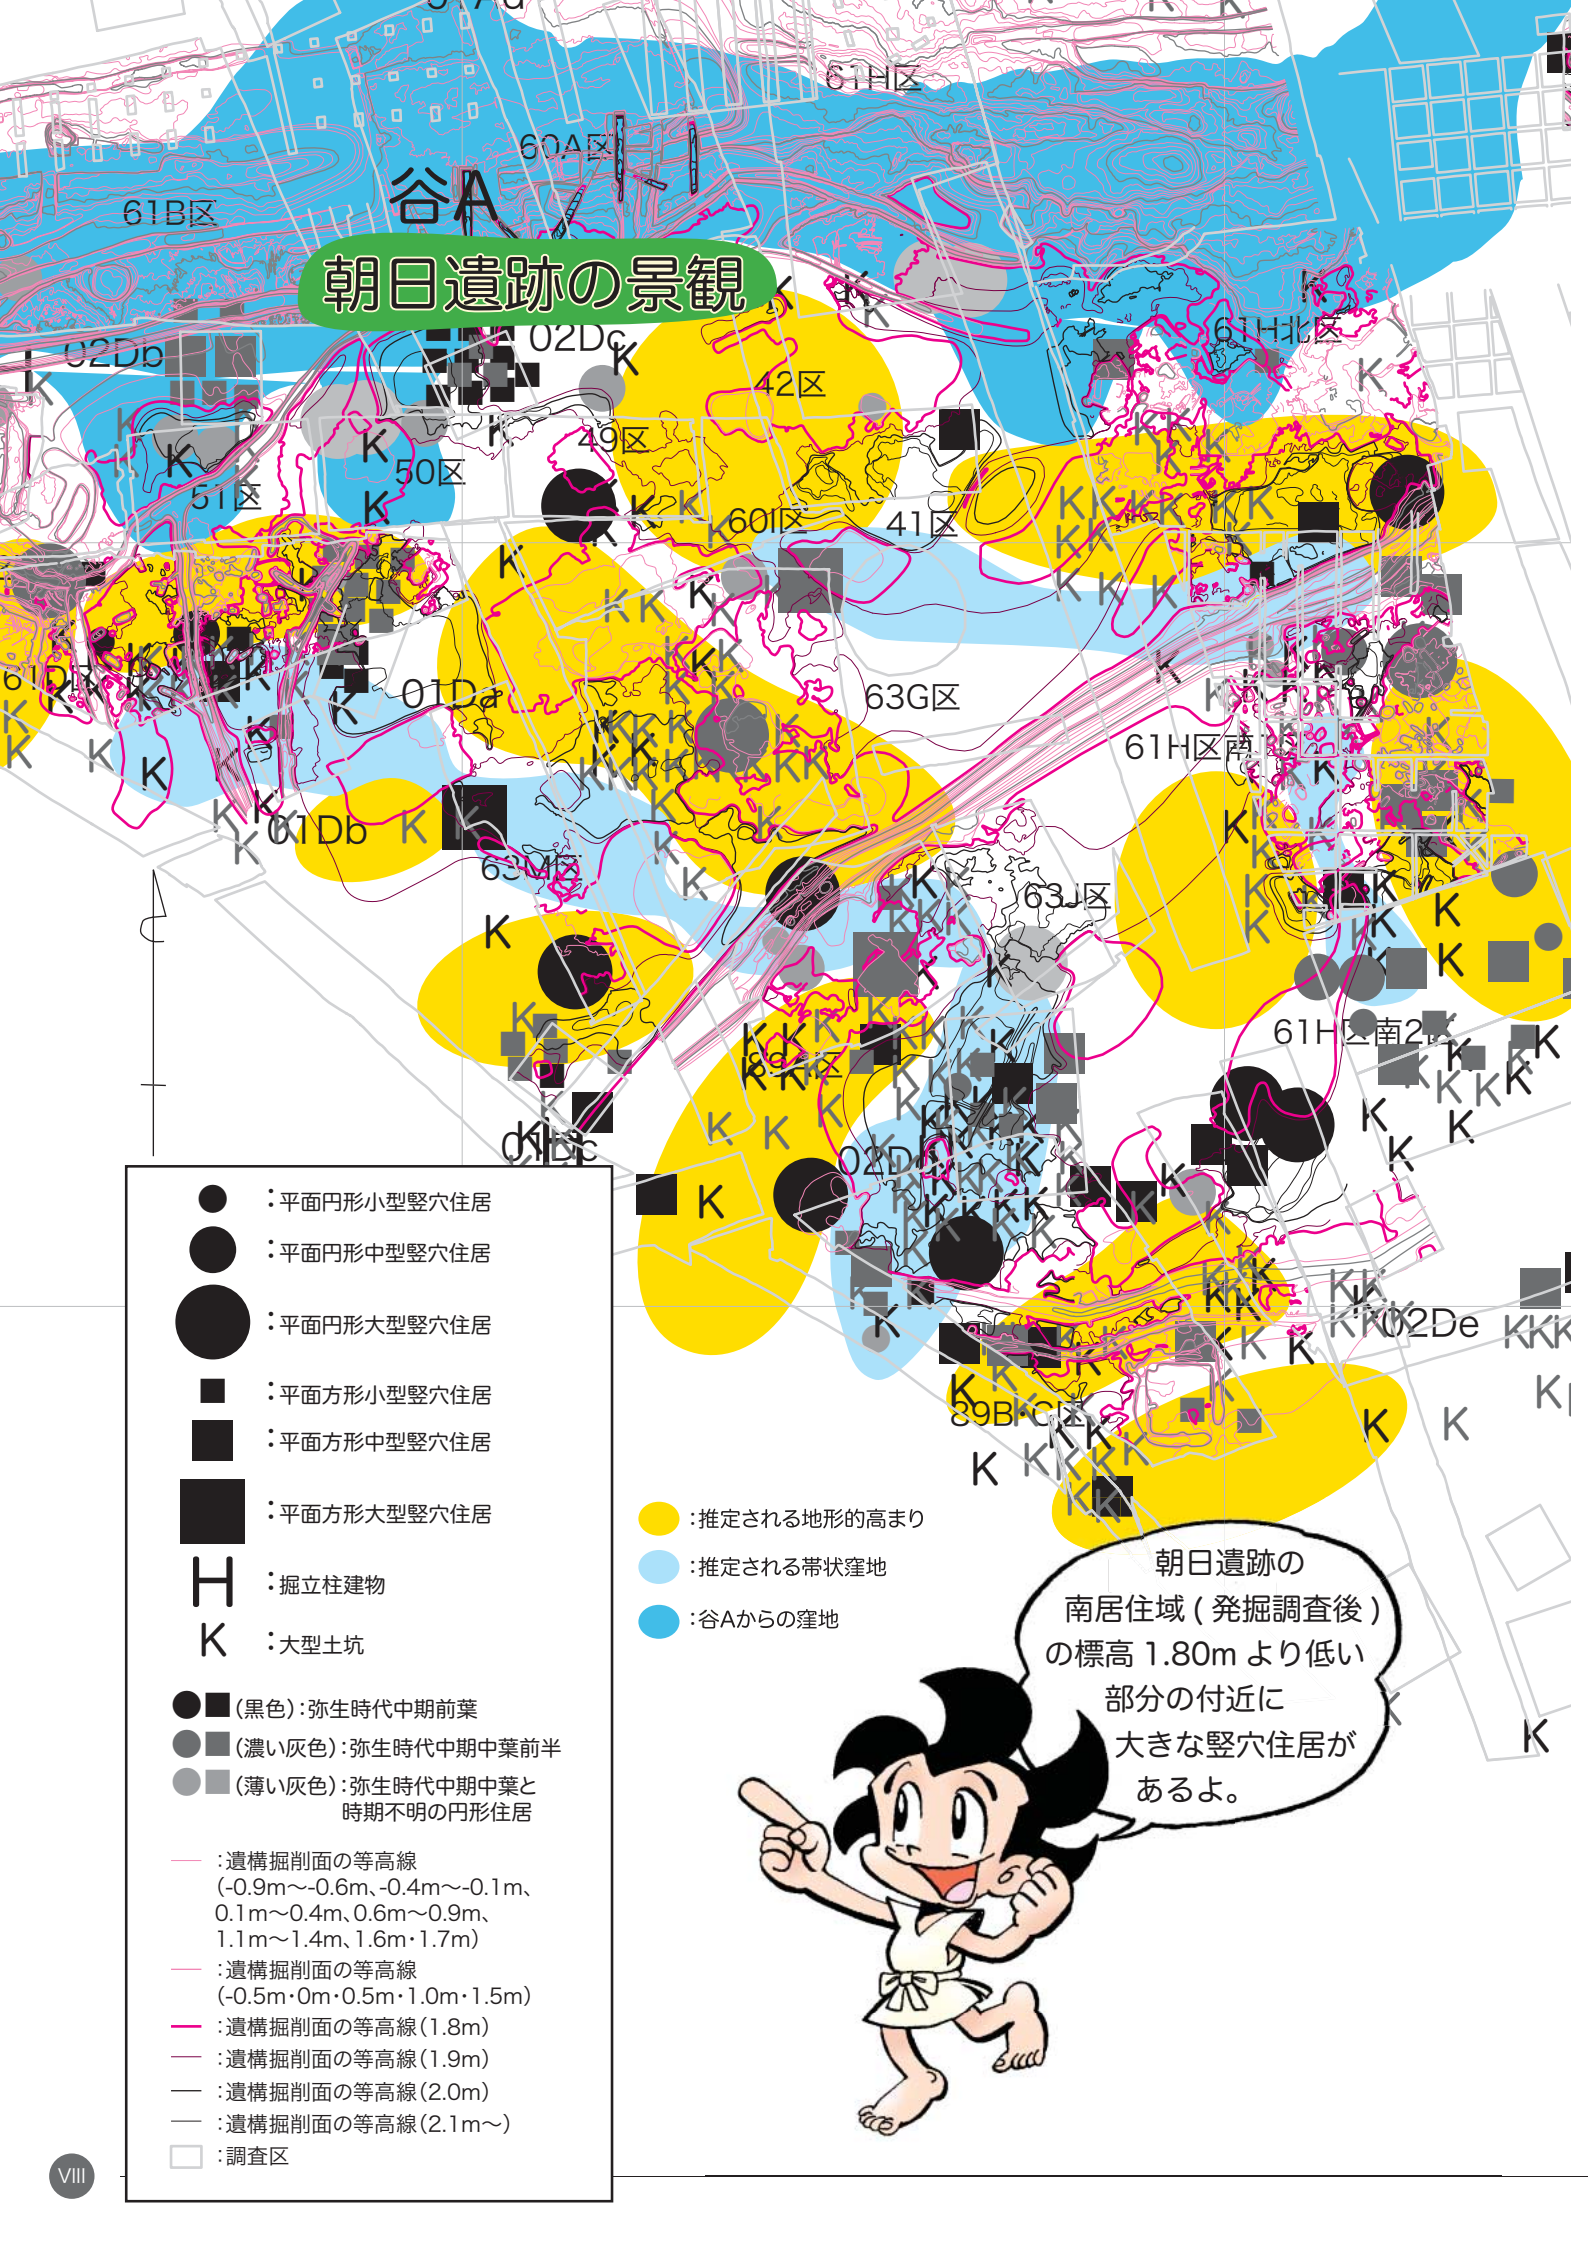 61H区
60A区
谷A
61B区
朝日遺跡の景観
02Db
02Dc
61H北区
42区
49区
50区
51区
60I区
41区
61D区
01Da
63G区
61H区南
01Db
63M区
63J区
61H区南2区
01Dc
02De
89B・C区
：平面円形小型竪穴住居
：平面円形中型竪穴住居
：平面円形大型竪穴住居
：平面方形小型竪穴住居
：平面方形中型竪穴住居
：平面方形大型竪穴住居
H ：掘立柱建物
K ：大型土坑
（黒色）：弥生時代中期前葉
（濃い灰色）：弥生時代中期中葉前半
（薄い灰色）：弥生時代中期中葉と
時期不明の円形住居
：遺構掘削面の等高線
（-0.9m～-0.6m、-0.4m～-0.1m、
0.1m～0.4m、0.6m～0.9m、
1.1m～1.4m、1.6m・1.7m）
：遺構掘削面の等高線
（-0.5m・0m・0.5m・1.0m・1.5m）
：遺構掘削面の等高線（1.8m）
：遺構掘削面の等高線（1.9m）
：遺構掘削面の等高線（2.0m）
：遺構掘削面の等高線（2.1m～）
：調査区
：推定される地形的高まり
：推定される帯状窪地
：谷Aからの窪地
朝日遺跡の
南居住域 ( 発掘調査後 )
の標高 1.80m より低い
部分の付近に
大きな竪穴住居が
あるよ。
VIII